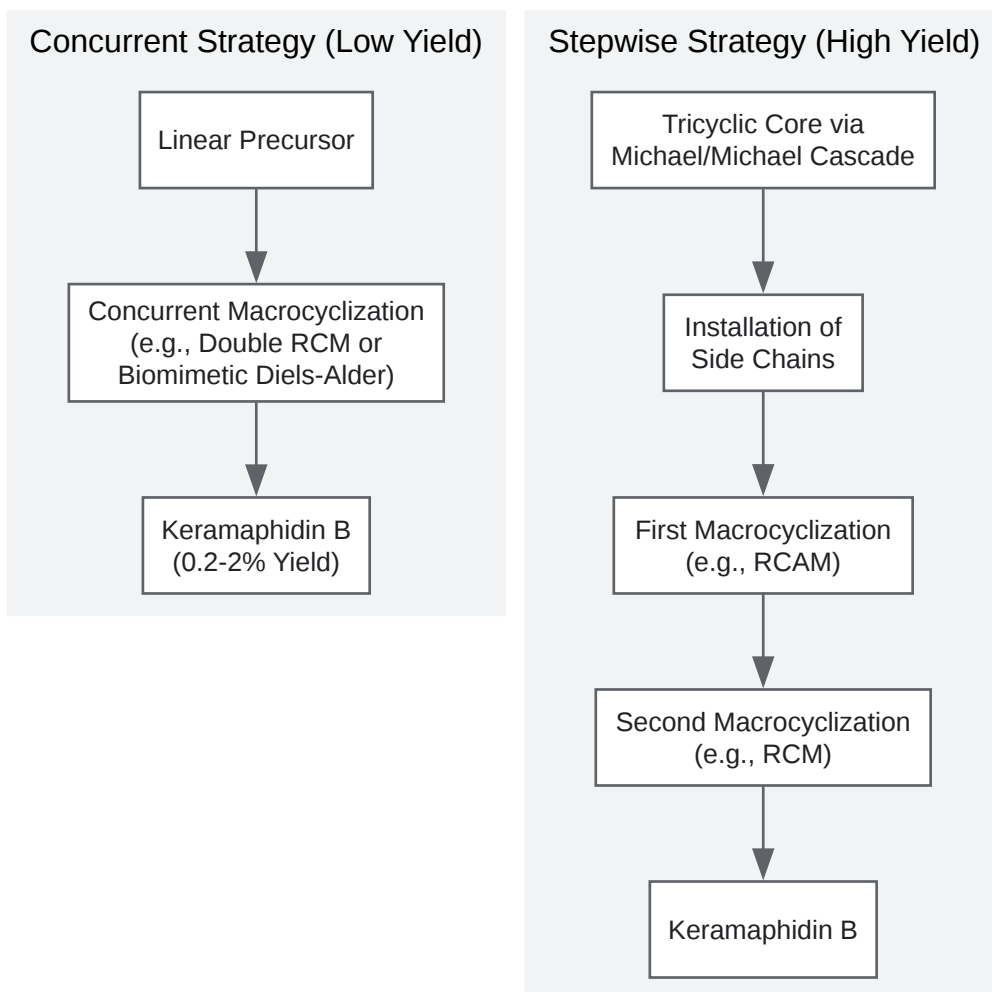 Concurrent Strategy (Low Yield)
Linear Precursor
Concurrent Macrocyclization
(e.g., Double RCM or
Biomimetic Diels-Alder)
Keramaphidin B
(0.2-2% Yield)
Stepwise Strategy (High Yield)
Tricyclic Core via
Michael/Michael Cascade
Installation of
Side Chains
First Macrocyclization
(e.g., RCAM)
Second Macrocyclization
(e.g., RCM)
Keramaphidin B